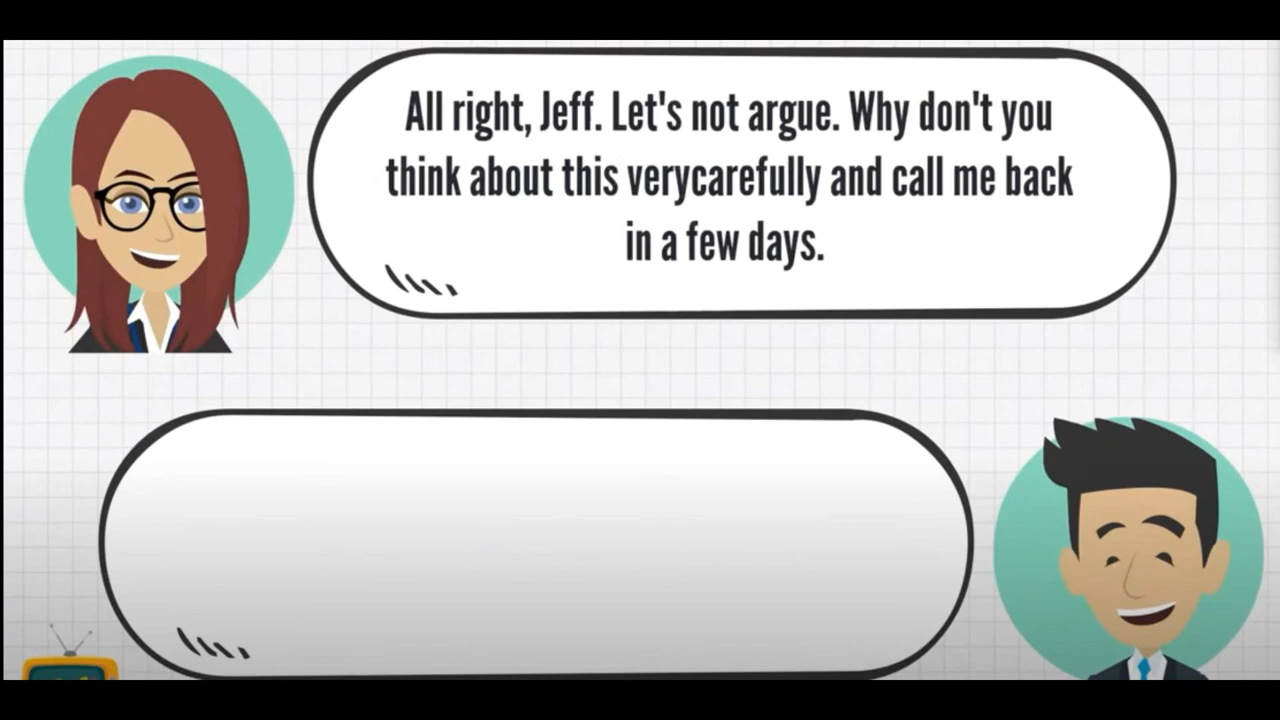 All right, Jeff. Let's not argue. Why don't you
think about this verycarefully and call me back
in a few days.